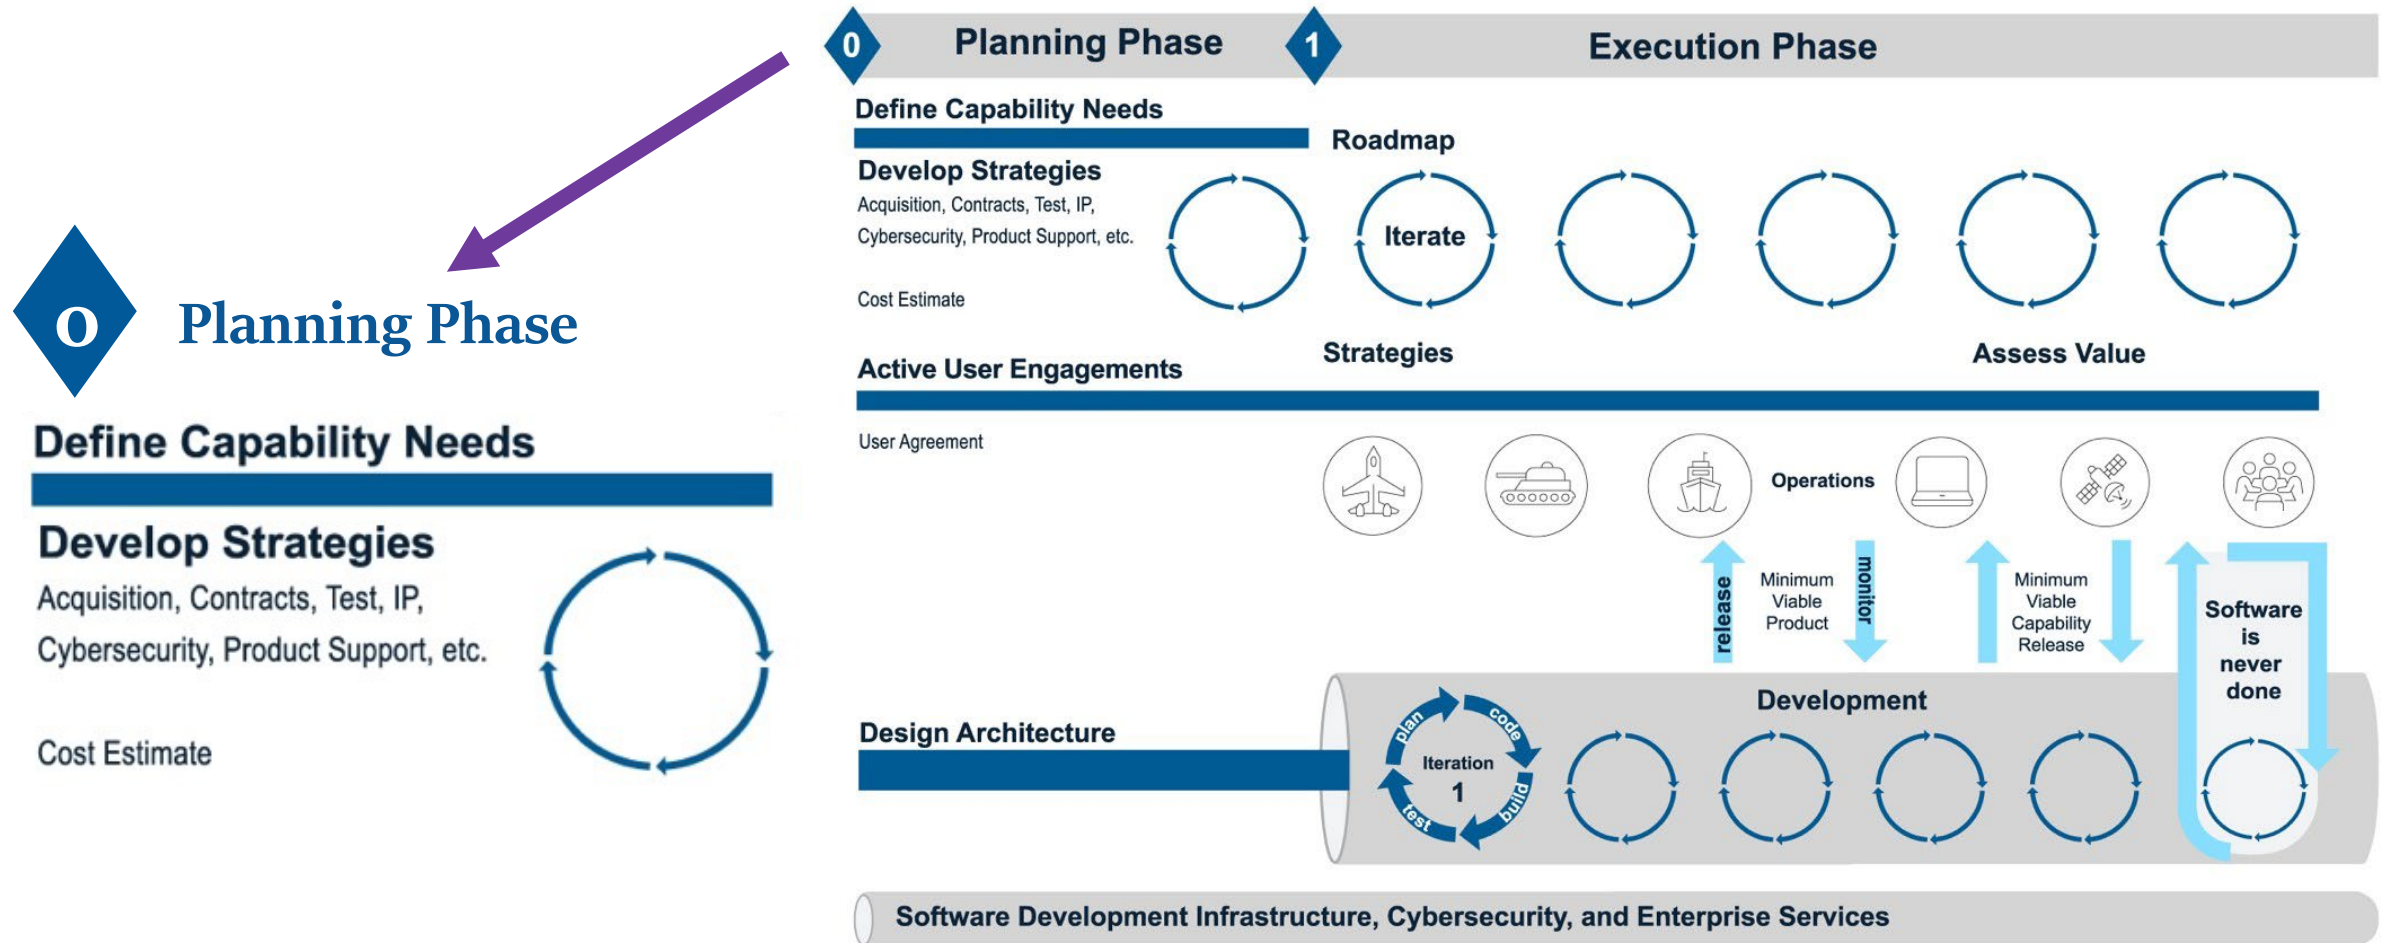 0
Planning Phase
Define Capability Needs
Develop Strategies
Acquisition, Contracts, Test, IP,
Cybersecurity, Product Support, etc.
Cost Estimate
0
Planning Phase
1
Execution Phase
Define Capability Needs
Roadmap
Develop Strategies
Acquisition, Contracts, Test, IP,
Cybersecurity, Product Support, etc.
Iterate
Cost Estimate
Strategies
Assess Value
Active User Engagements
User Agreement
Operations
release
Minimum
Viable
Product
monitor
Minimum
Viable
Capability
Release
Software
is
never
done
Design Architecture
Development
plan
code
build
test
Iteration
1
Software Development Infrastructure, Cybersecurity, and Enterprise Services